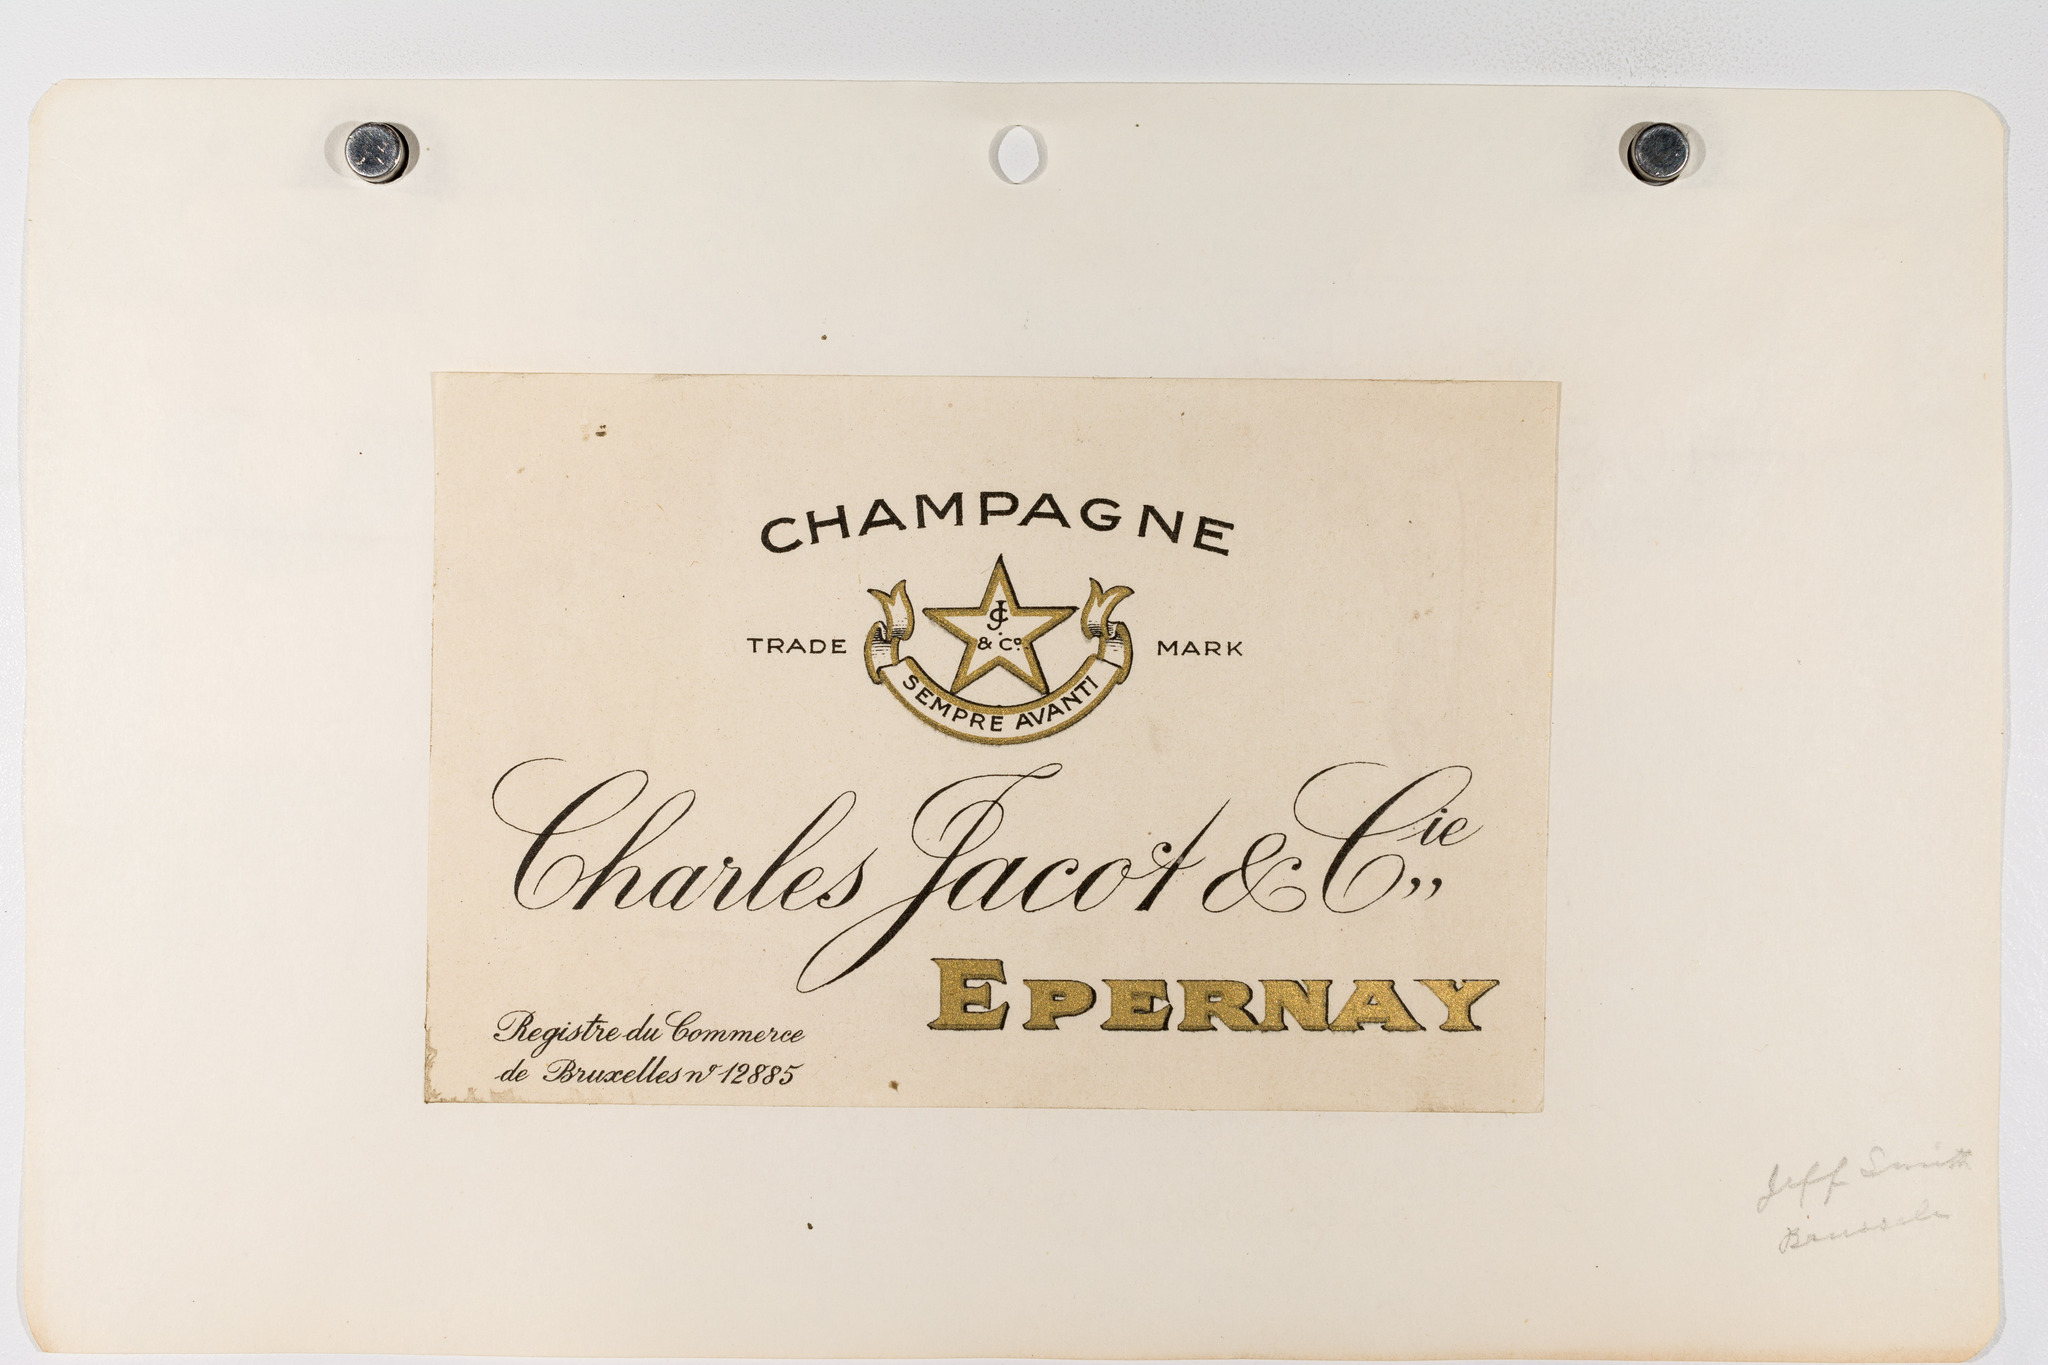 CHAMPAGNE
TRADE MARK
JC
& Cº
SEMPRE AVANTI
Charles Jacot & Cie
EPERNAY
Registre du Commerce
de Bruxelles nº 12885
Jeff Smith
Brussels